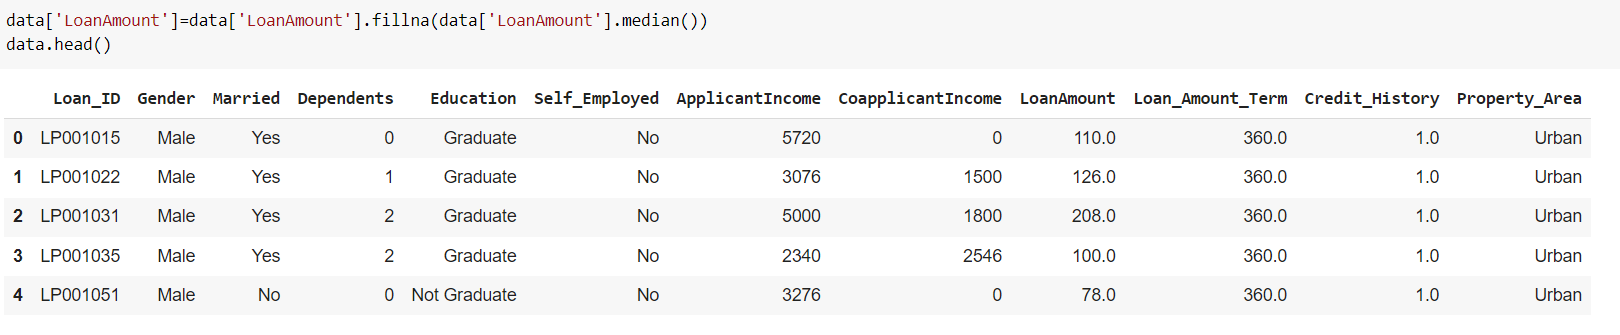 data['LoanAmount']=data['LoanAmount'].fillna(data['LoanAmount'].median())
data.head()
Loan_ID Gender Married Dependents Education Self_Employed ApplicantIncome CoapplicantIncome LoanAmount Loan_Amount_Term Credit_History Property_Area
0 LP001015 Male Yes 0 Graduate No 5720 0 110.0 360.0 1.0 Urban
1 LP001022 Male Yes 1 Graduate No 3076 1500 126.0 360.0 1.0 Urban
2 LP001031 Male Yes 2 Graduate No 5000 1800 208.0 360.0 1.0 Urban
3 LP001035 Male Yes 2 Graduate No 2340 2546 100.0 360.0 1.0 Urban
4 LP001051 Male No 0 Not Graduate No 3276 0 78.0 360.0 1.0 Urban